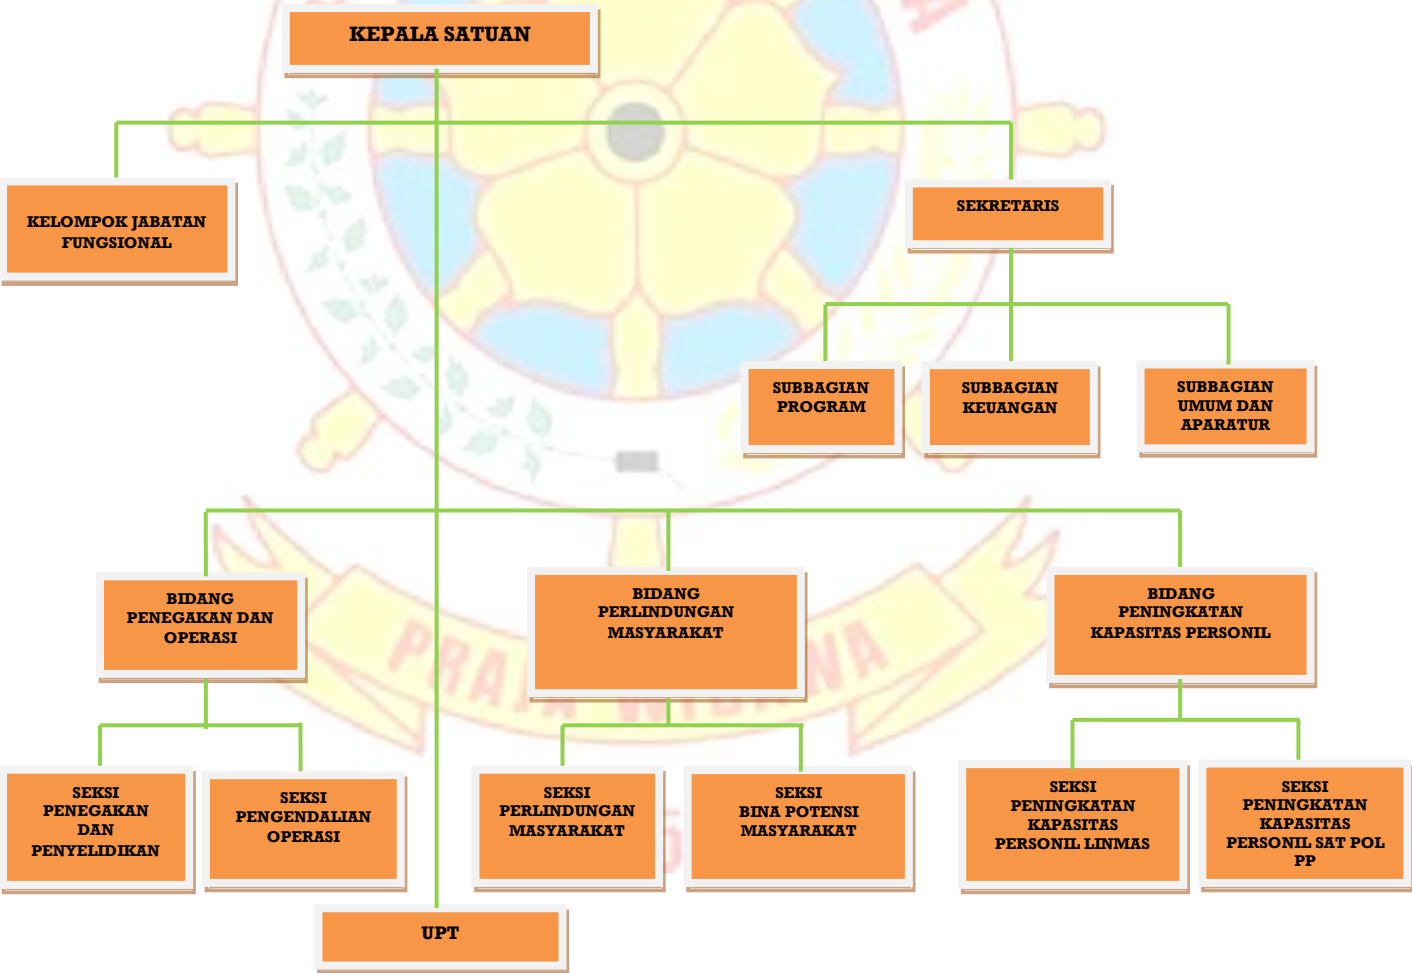 KEPALA SATUAN
KELOMPOK JABATAN
FUNGSIONAL
SEKRETARIS
SUBBAGIAN
PROGRAM
SUBBAGIAN
KEUANGAN
SUBBAGIAN
UMUM DAN
APARATUR
BIDANG
PENEGAKAN DAN
OPERASI
BIDANG
PERLINDUNGAN
MASYARAKAT
BIDANG
PENINGKATAN
KAPASITAS PERSONIL
SEKSI
PENEGAKAN
DAN
PENYELIDIKAN
SEKSI
PENGENDALIAN
OPERASI
SEKSI
PERLINDUNGAN
MASYARAKAT
SEKSI
BINA POTENSI
MASYARAKAT
SEKSI
PENINGKATAN
KAPASITAS
PERSONIL LINMAS
SEKSI
PENINGKATAN
KAPASITAS
PERSONIL SAT POL
PP
UPT